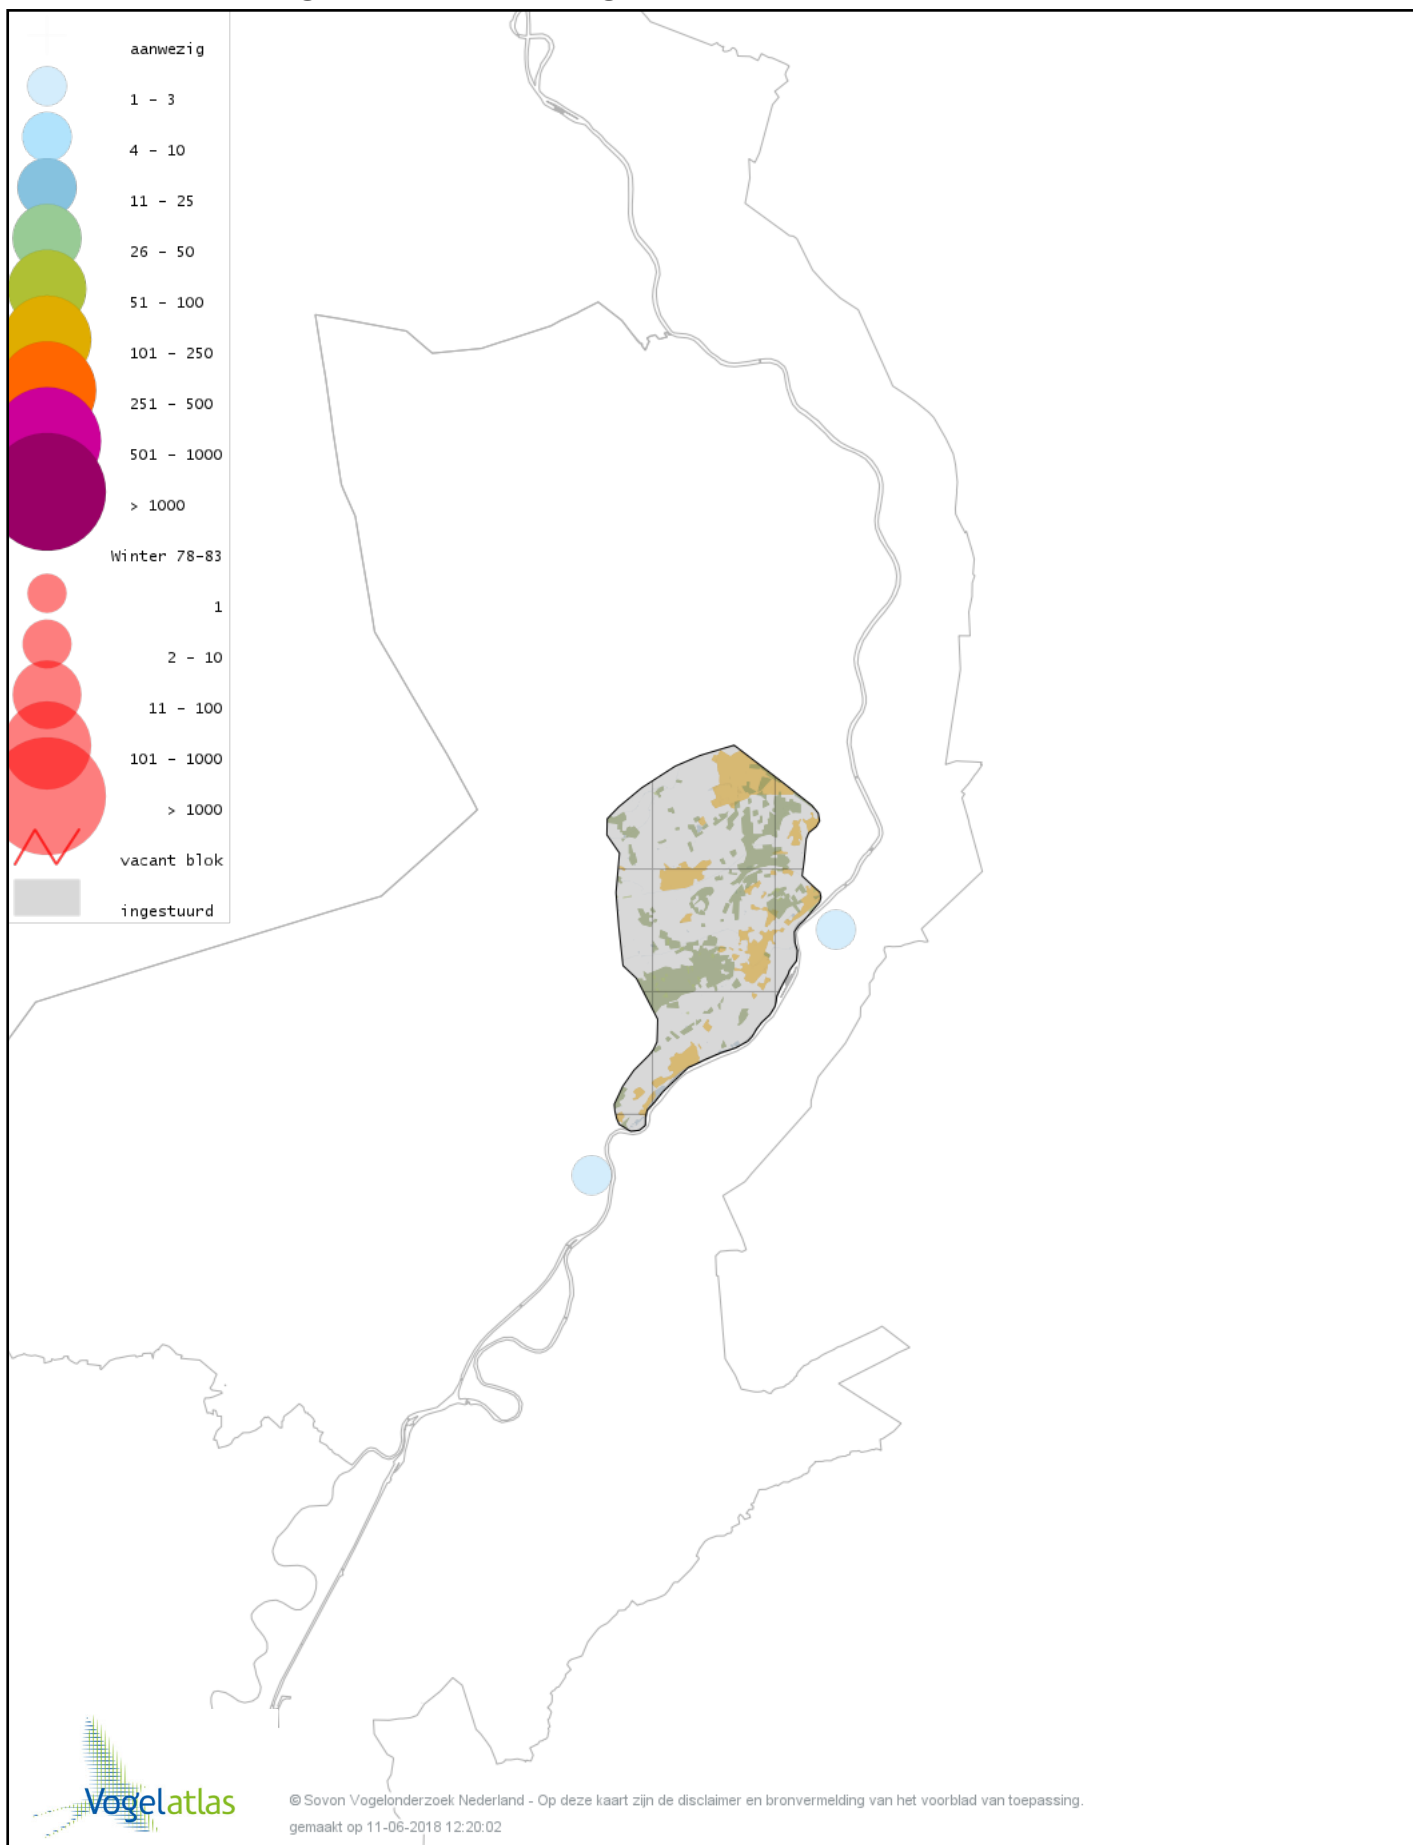 aanwezig
1 - 3
4 - 10
11 - 25
26 - 50
51 - 100
101 - 250
251 - 500
501 - 1000
> 1000
Winter 78-83
1
2 - 10
11 - 100
101 - 1000
> 1000
vacant blok
ingestuurd
Vogelatlas
© Sovon Vogelonderzoek Nederland - Op deze kaart zijn de disclaimer en bronvermelding van het voorblad van toepassing.
gemaakt op 11-06-2018 12:20:02